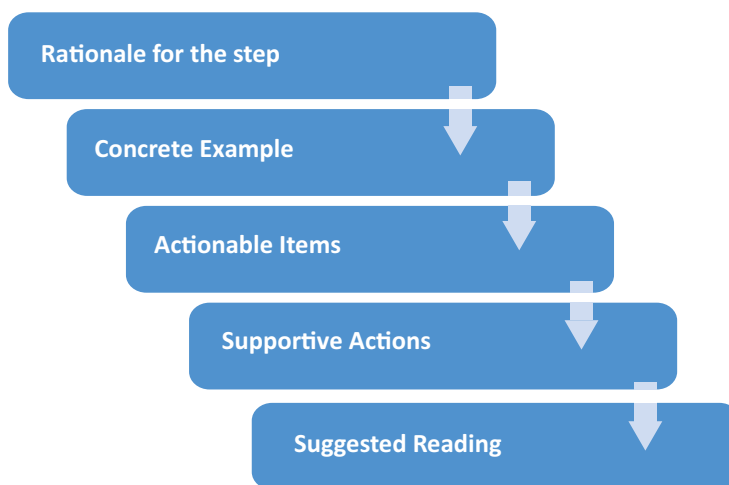 Rationale for the step
Concrete Example
Actionable Items
Supportive Actions
Suggested Reading